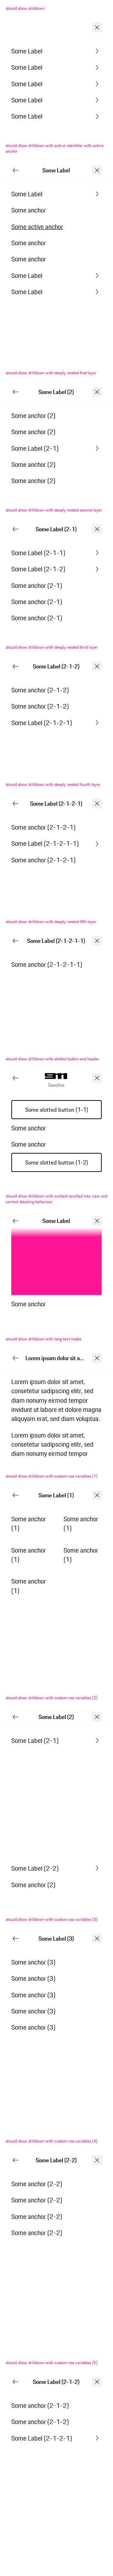 should show drilldown
Some Label
Some Label
Some Label
Some Label
Some Label
should show drilldown with active identifier with active
anchor
Some Label
Some Label
Some anchor
Some active anchor
Some anchor
Some anchor
Some Label
Some Label
should show drilldown with deeply nested first layer
Some Label (2)
Some anchor (2)
Some anchor (2)
Some Label (2-1)
Some anchor (2)
Some anchor (2)
should show drilldown with deeply nested second layer
Some Label (2-1)
Some Label (2-1-1)
Some Label (2-1-2)
Some anchor (2-1)
Some anchor (2-1)
Some anchor (2-1)
should show drilldown with deeply nested third layer
Some Label (2-1-2)
Some anchor (2-1-2)
Some anchor (2-1-2)
Some Label (2-1-2-1)
should show drilldown with deeply nested fourth layer
Some Label (2-1-2-1)
Some anchor (2-1-2-1)
Some Label (2-1-2-1-1)
Some anchor (2-1-2-1)
should show drilldown with deeply nested fifth layer
Some Label (2-1-2-1-1)
Some anchor (2-1-2-1-1)
should show drilldown with slotted button and header
911
Gasoline
Some slotted button (1-1)
Some anchor
Some anchor
Some slotted button (1-2)
should show drilldown with content scrolled into view and
correct stacking behaviour
Some Label
Some anchor
should show drilldown with long text nodes
Lorem ipsum dolor sit a…
Lorem ipsum dolor sit amet,
consetetur sadipscing elitr, sed
diam nonumy eirmod tempor
invidunt ut labore et dolore magna
aliquyam erat, sed diam voluptua.
Lorem ipsum dolor sit amet,
consetetur sadipscing elitr, sed
diam nonumy eirmod tempor
should show drilldown with custom css variables (1)
Some Label (1)
Some anchor Some anchor
(1) (1)
Some anchor Some anchor
(1) (1)
Some anchor
(1)
should show drilldown with custom css variables (2)
Some Label (2)
Some Label (2-1)
Some Label (2-2)
Some anchor (2)
should show drilldown with custom css variables (3)
Some Label (3)
Some anchor (3)
Some anchor (3)
Some anchor (3)
Some anchor (3)
Some anchor (3)
should show drilldown with custom css variables (4)
Some Label (2-2)
Some anchor (2-2)
Some anchor (2-2)
Some anchor (2-2)
Some anchor (2-2)
should show drilldown with custom css variables (5)
Some Label (2-1-2)
Some anchor (2-1-2)
Some anchor (2-1-2)
Some Label (2-1-2-1)